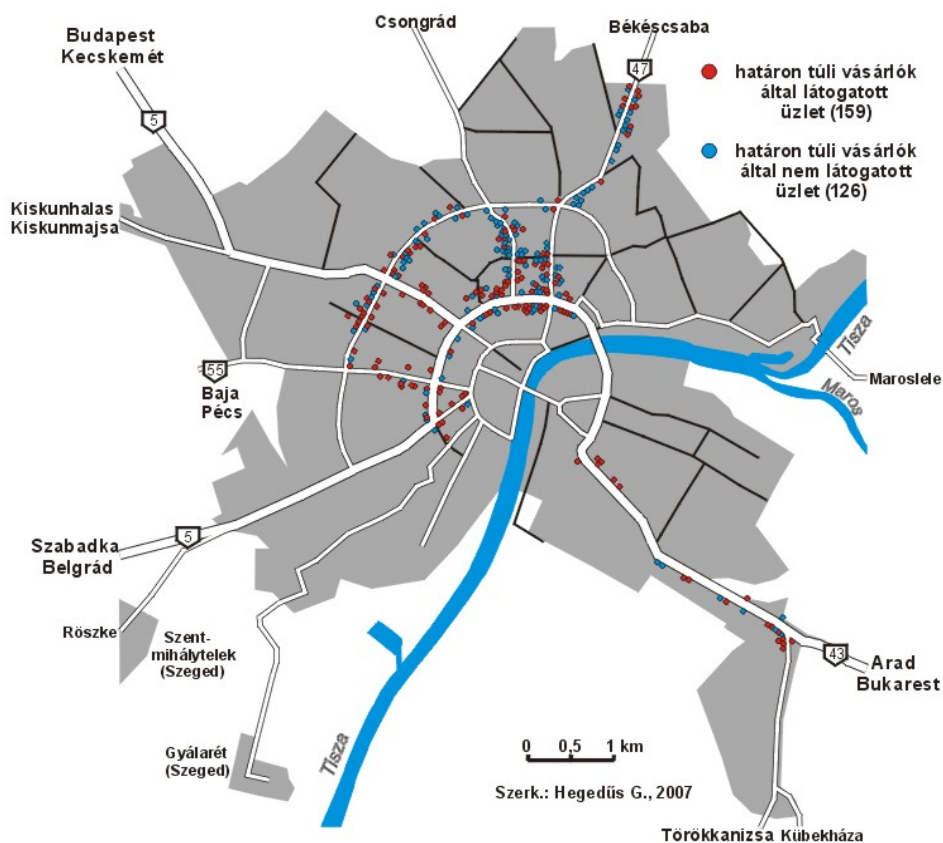 Csongrád
Békéscsaba
Budapest
Kecskemét
47
határon túli vásárlók
által látogatott
üzlet (159)
5
határon túli vásárlók
által nem látogatott
üzlet (126)
Kiskunhalas
Kiskunmajsa
Tisza
55
Baja
Pécs
Maroslele
Maros
5
Szabadka
Belgrád
Röszke
Szent-
mihálytelek
(Szeged)
43
Arad
Bukarest
Gyálarét
(Szeged)
Tisza
0 0,5 1 km
Szerk.: Hegedűs G., 2007
Törökkanizsa Kübekháza